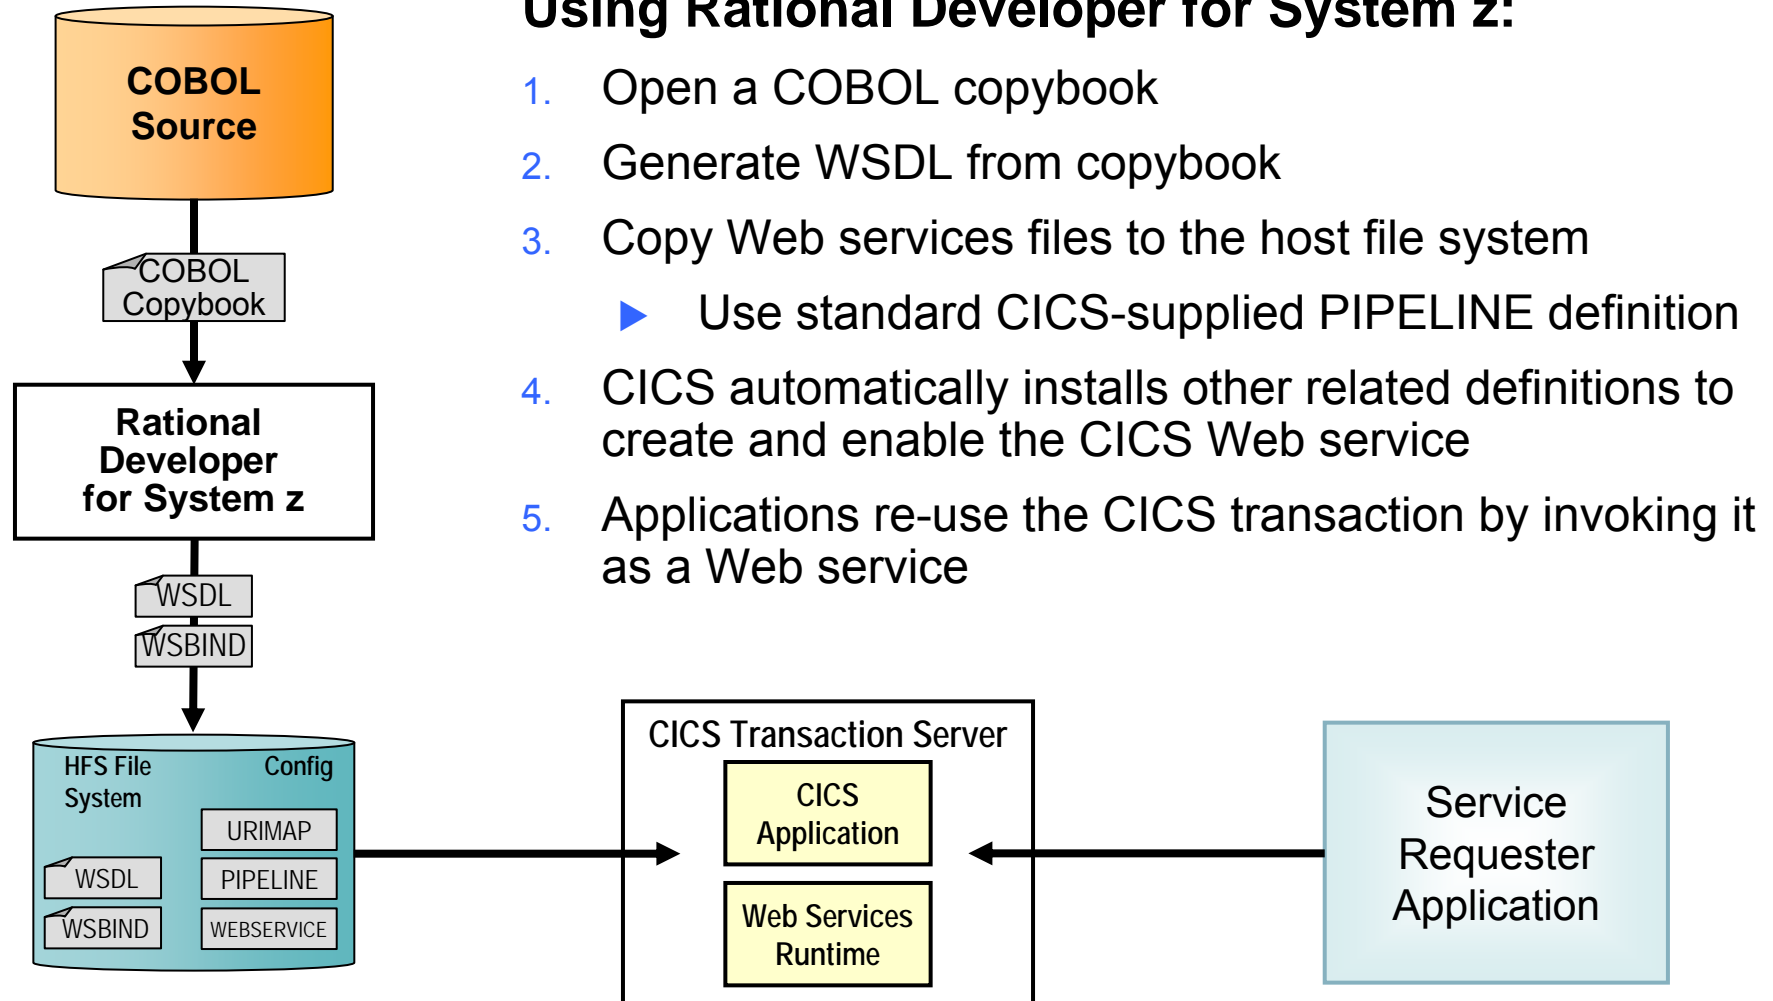 Using Rational Developer for System z:
1. Open a COBOL copybook
2. Generate WSDL from copybook
3. Copy Web services files to the host file system
Use standard CICS-supplied PIPELINE definition
4. CICS automatically installs other related definitions to
create and enable the CICS Web service
5. Applications re-use the CICS transaction by invoking it
as a Web service
COBOL
Source
COBOL
Copybook
Rational
Developer
for System z
WSDL
WSBIND
HFS File
System
Config
URIMAP
WSDL
PIPELINE
WSBIND
WEBSERVICE
CICS Transaction Server
CICS
Application
Web Services
Runtime
Service
Requester
Application